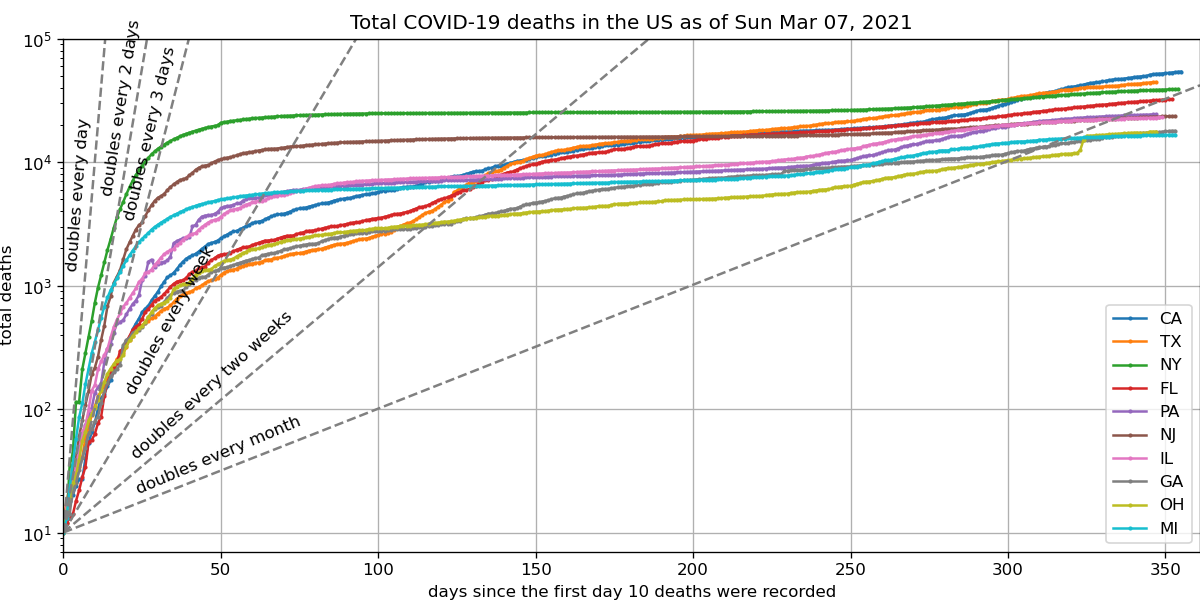 Total COVID-19 deaths in the US as of Sun Mar 07, 2021
10^5
10^4
10^3
10^2
10^1
total deaths
doubles every day
doubles every 2 days
doubles every 3 days
doubles every week
doubles every two weeks
doubles every month
CA
TX
NY
FL
PA
NJ
IL
GA
OH
MI
0 50 100 150 200 250 300 350
days since the first day 10 deaths were recorded